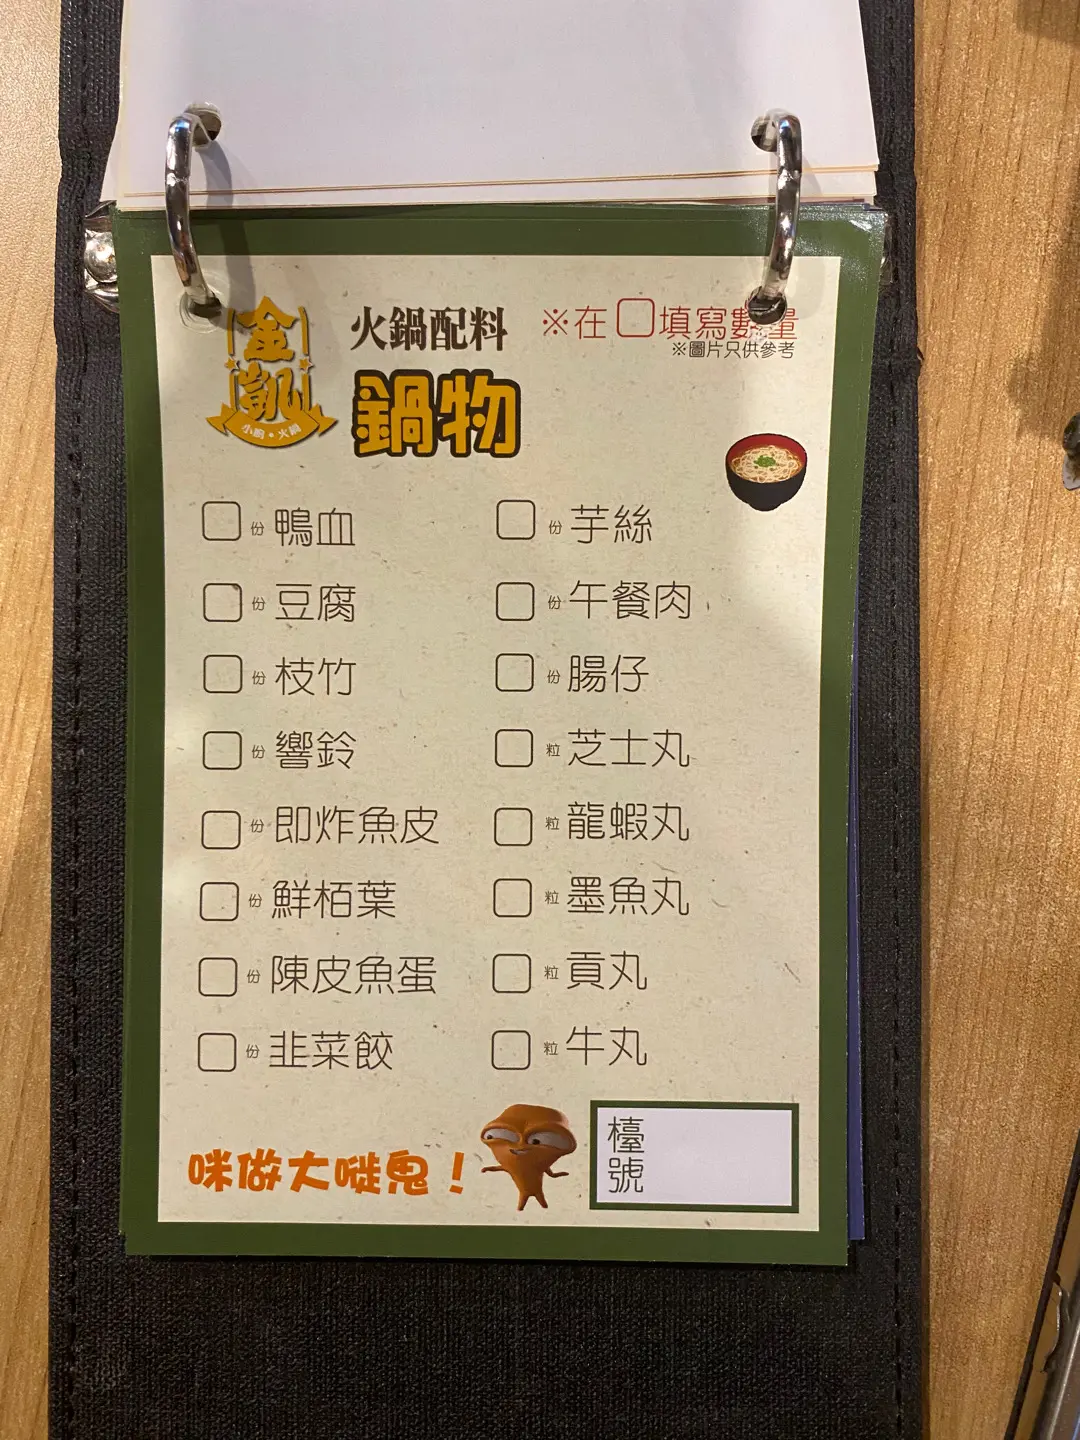 金凱
小廚•火鍋
火鍋配料
鍋物
※在□填寫數量
※圖片只供參考
□份 鴨血
□份 豆腐
□份 枝竹
□份 響鈴
□份 即炸魚皮
□份 鮮栢葉
□份 陳皮魚蛋
□份 韭菜餃
□份 芋絲
□份 午餐肉
□份 腸仔
□粒 芝士丸
□粒 龍蝦丸
□粒 墨魚丸
□粒 貢丸
□粒 牛丸
咪做大嘥鬼！
檯號